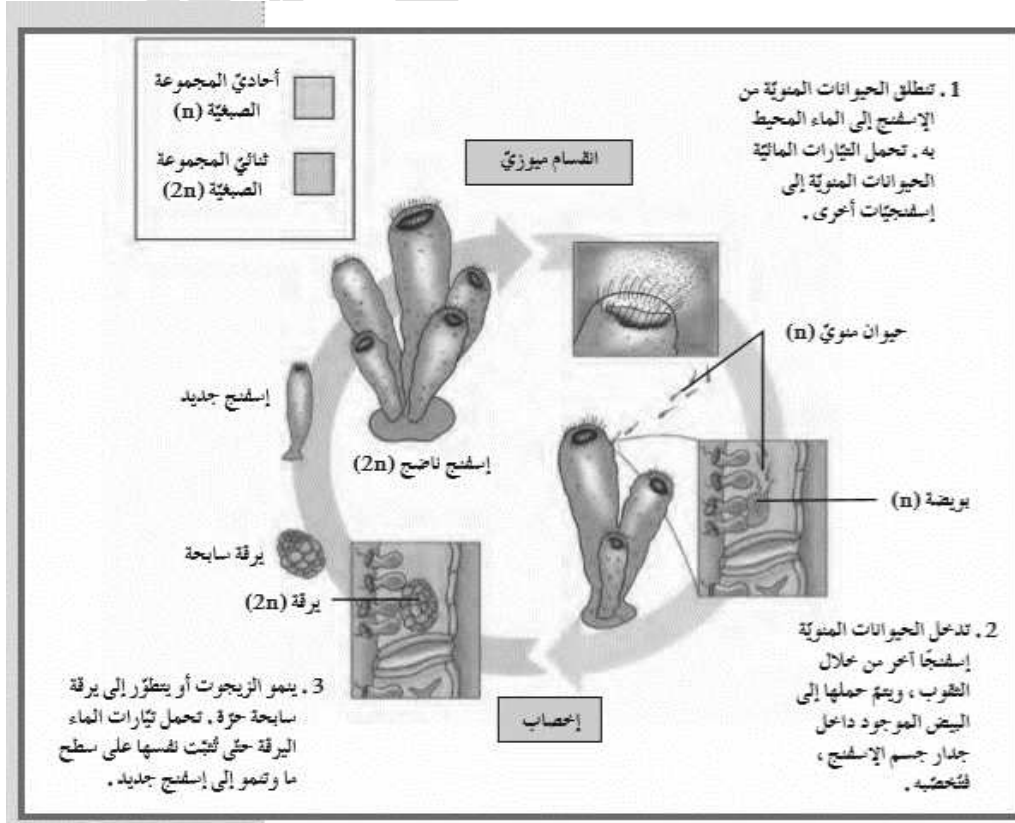 أحاديّ المجموعة
الصبغيّة (n)
ثنائيّ المجموعة
الصبغيّة (2n)
انقسام ميوزيّ
1. تنطلق الحيوانات المنويّة من
الإسفنج إلى الماء المحيط
به. تحمل التيّارات المائيّة
الحيوانات المنويّة إلى
إسفنجيّات أخرى.
حيوان منويّ (n)
بويضة (n)
2. تدخل الحيوانات المنويّة
إسفنجًا آخر من خلال
الثقوب، ويتمّ حملها إلى
البيض الموجود داخل
جدار جسم الإسفنج،
فتُخصّبه.
إخصاب
3. ينمو الزيجوت أو يتطوّر إلى يرقة
سابحة حرّة. تحمل تيّارات الماء
اليرقة حتّى تُثبّت نفسها على سطح
ما وتنمو إلى إسفنج جديد.
يرقة (2n)
يرقة سابحة
إسفنج جديد
إسفنج ناضج (2n)